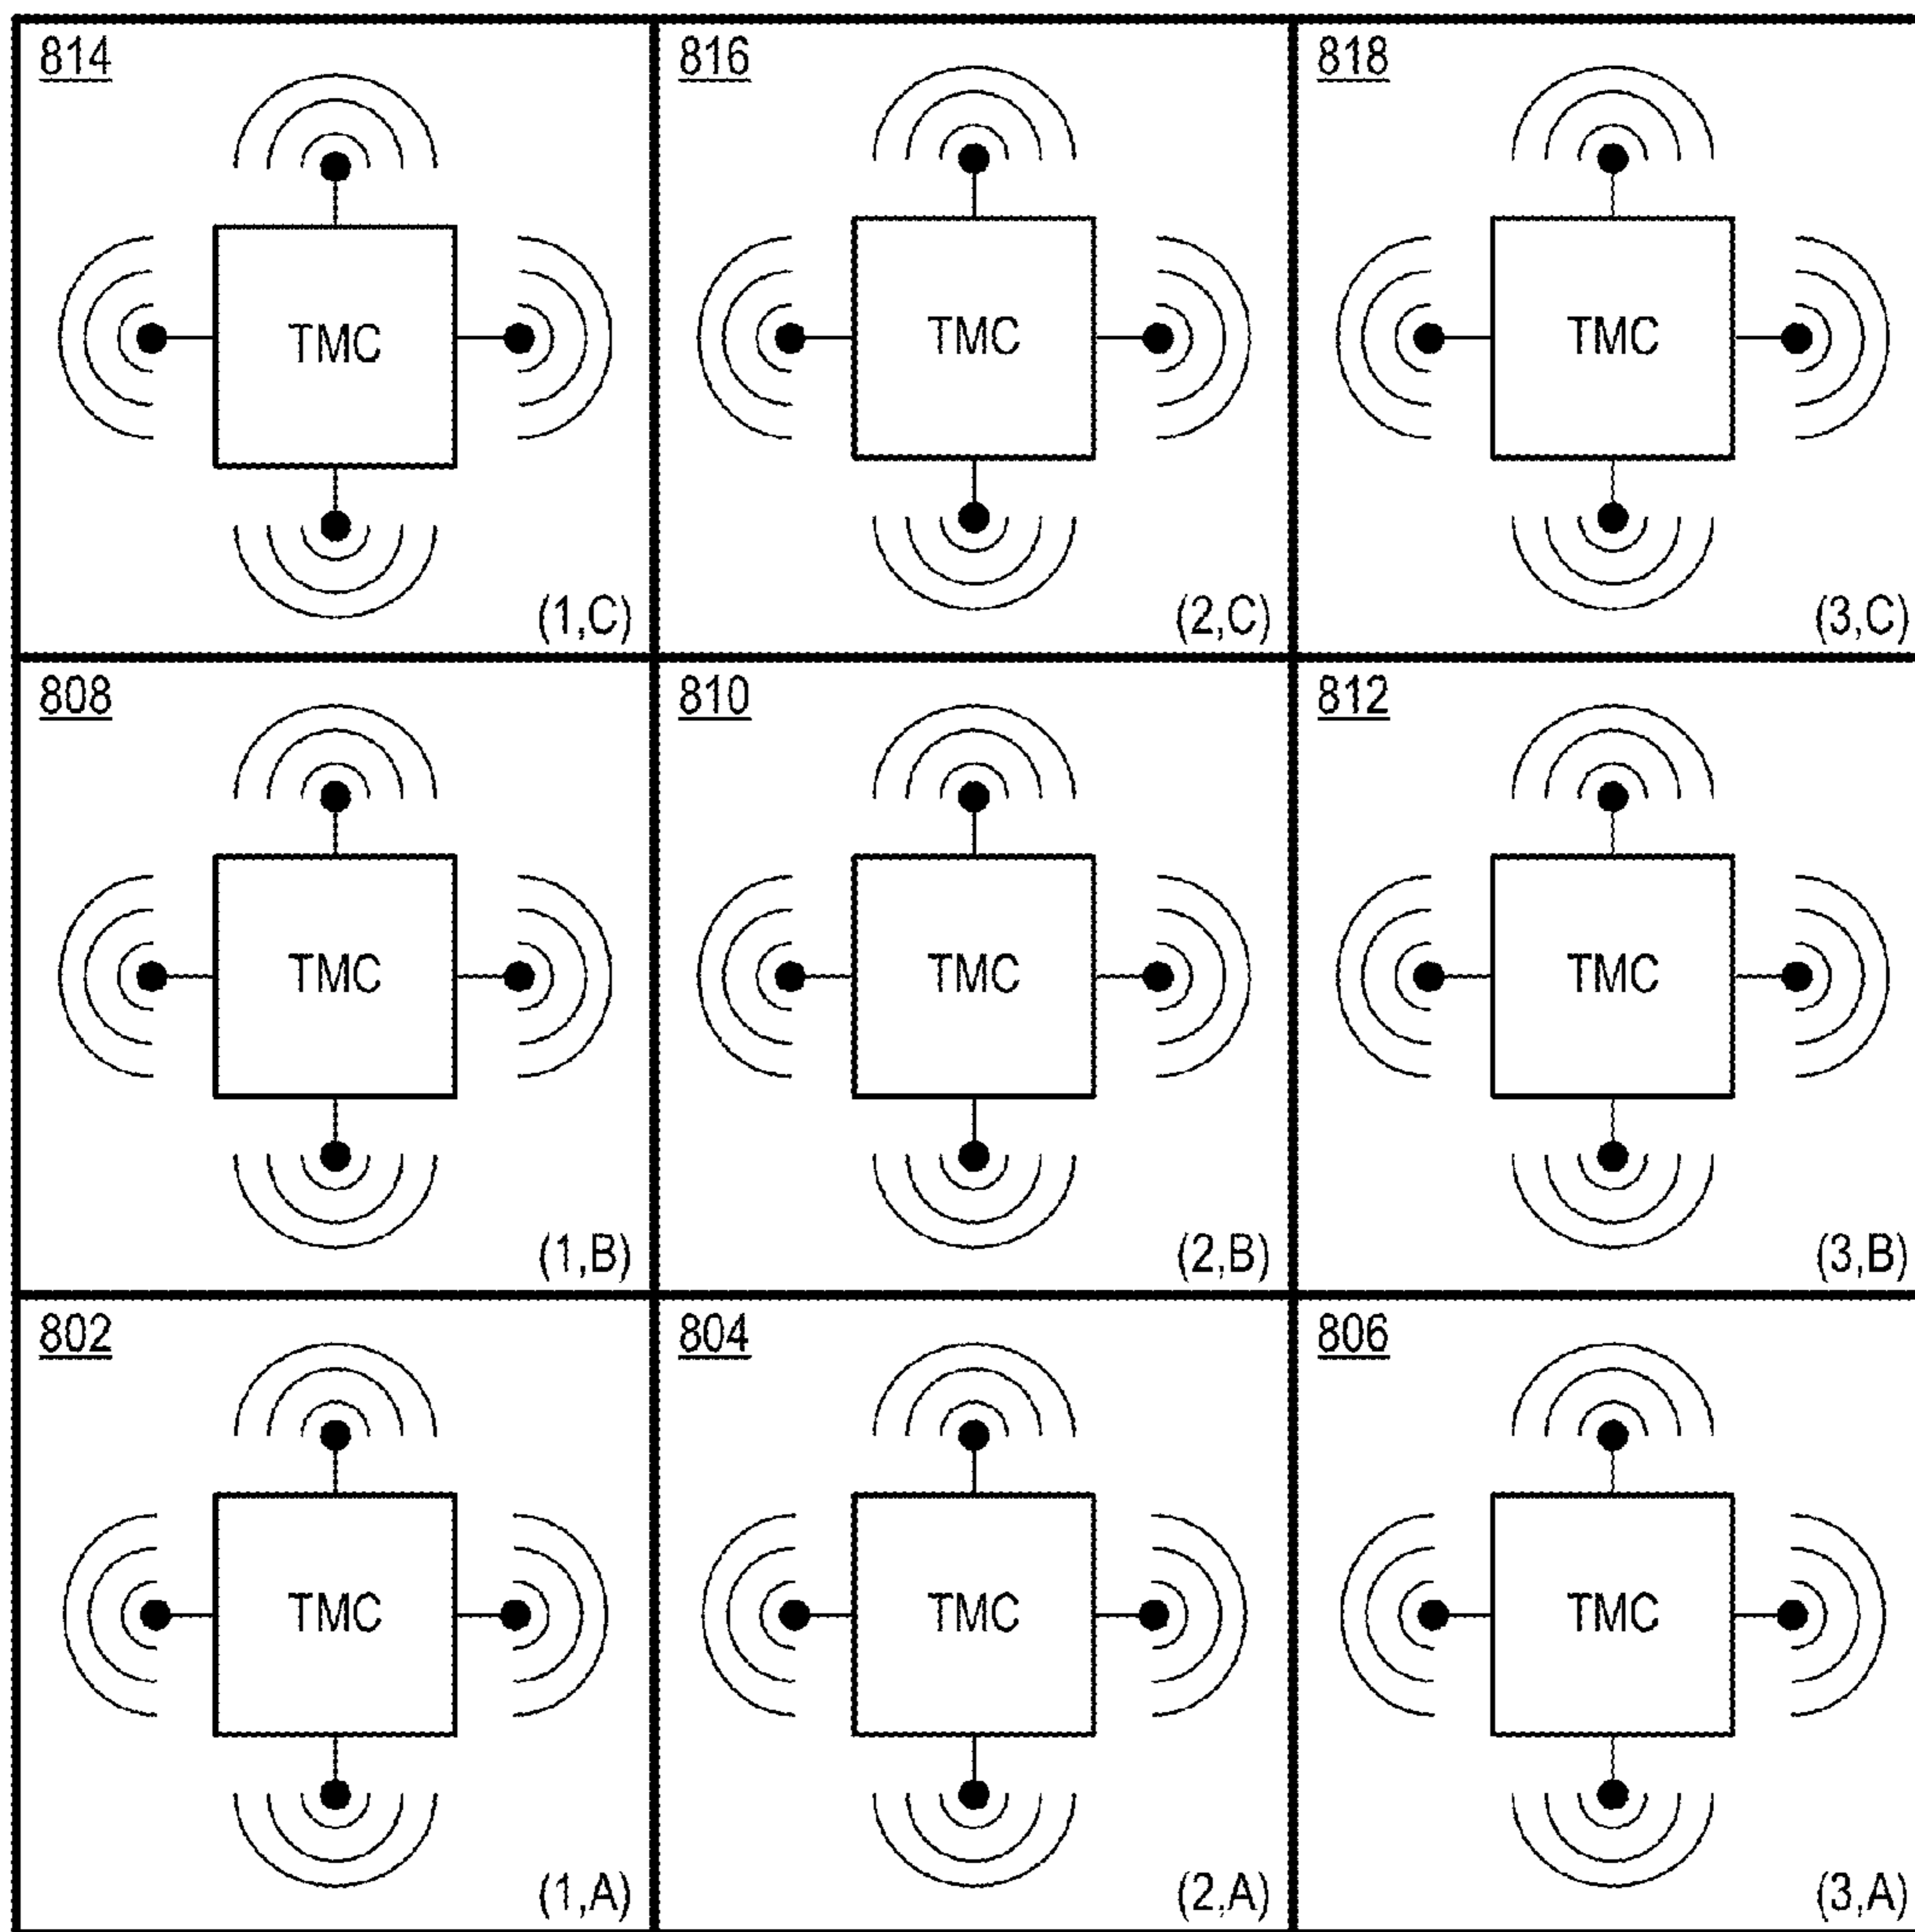 814
TMC
(1,C)
816
TMC
(2,C)
818
TMC
(3,C)
808
TMC
(1,B)
810
TMC
(2,B)
812
TMC
(3,B)
802
TMC
(1,A)
804
TMC
(2,A)
806
TMC
(3,A)